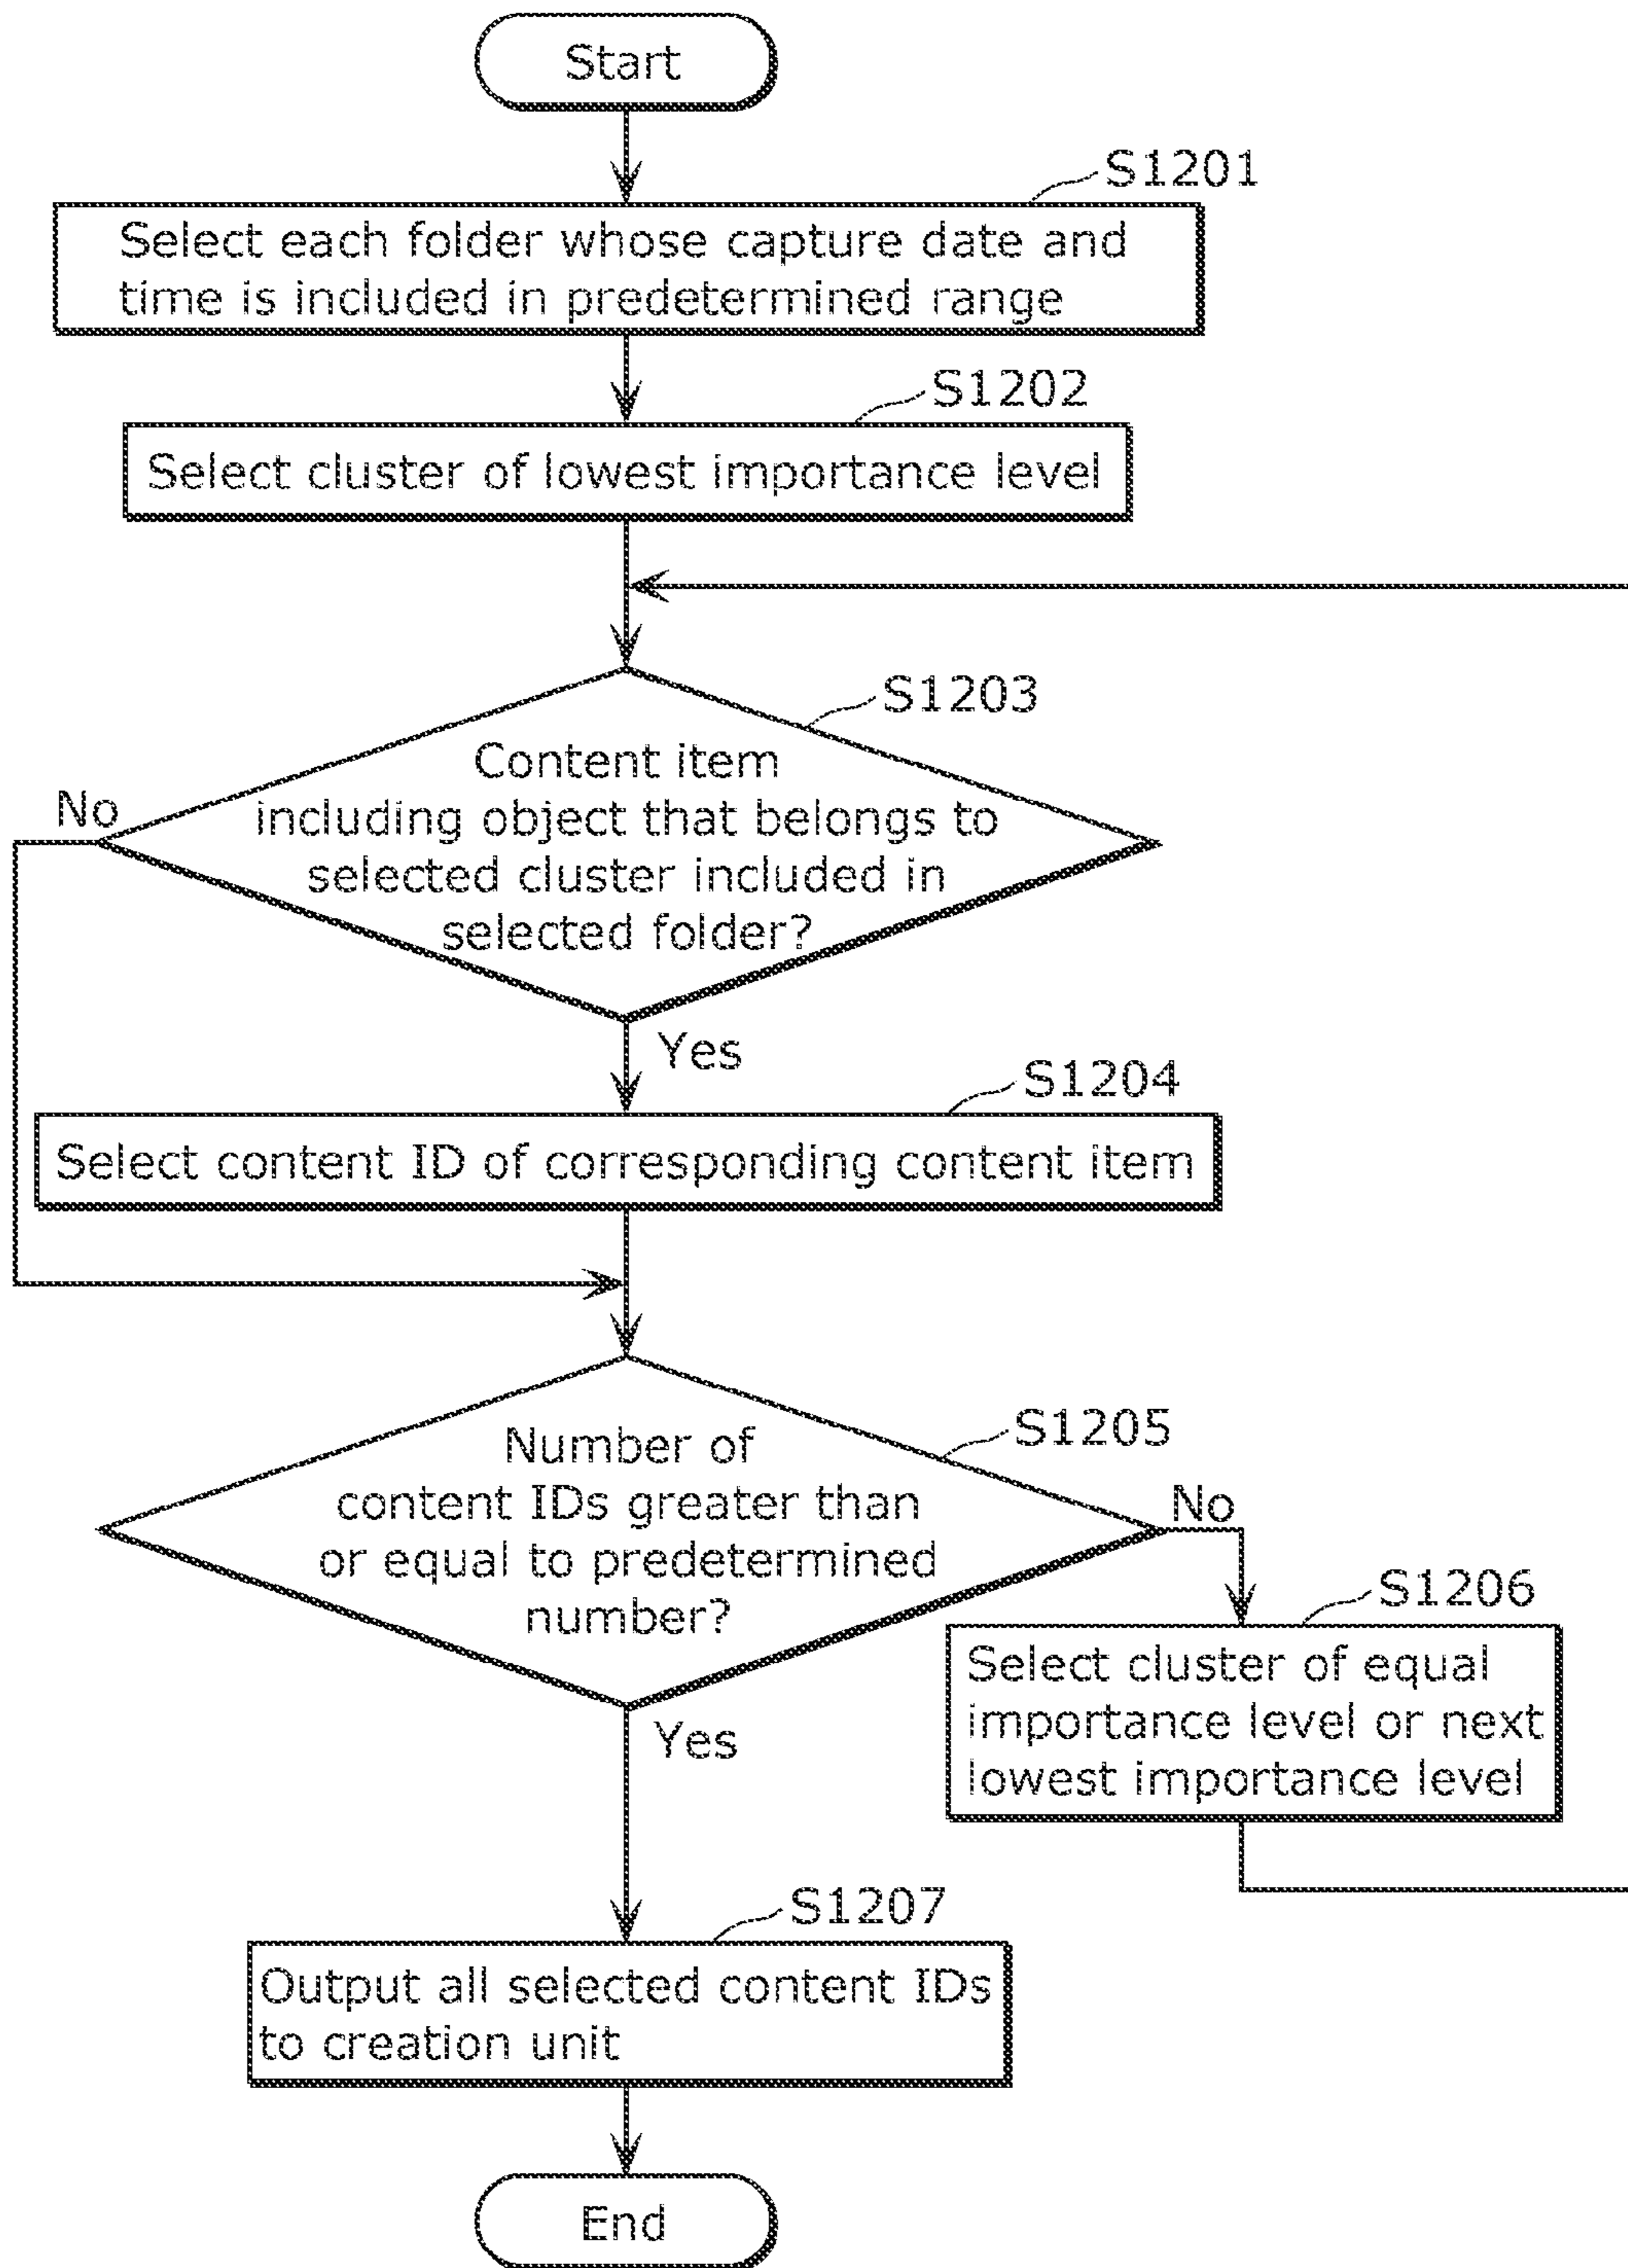 Start
S1201
Select each folder whose capture date and
time is included in predetermined range
S1202
Select cluster of lowest importance level
S1203
Content item
including object that belongs to
selected cluster included in
selected folder?
No
Yes
S1204
Select content ID of corresponding content item
S1205
Number of
content IDs greater than
or equal to predetermined
number?
No
S1206
Select cluster of equal
importance level or next
lowest importance level
Yes
S1207
Output all selected content IDs
to creation unit
End